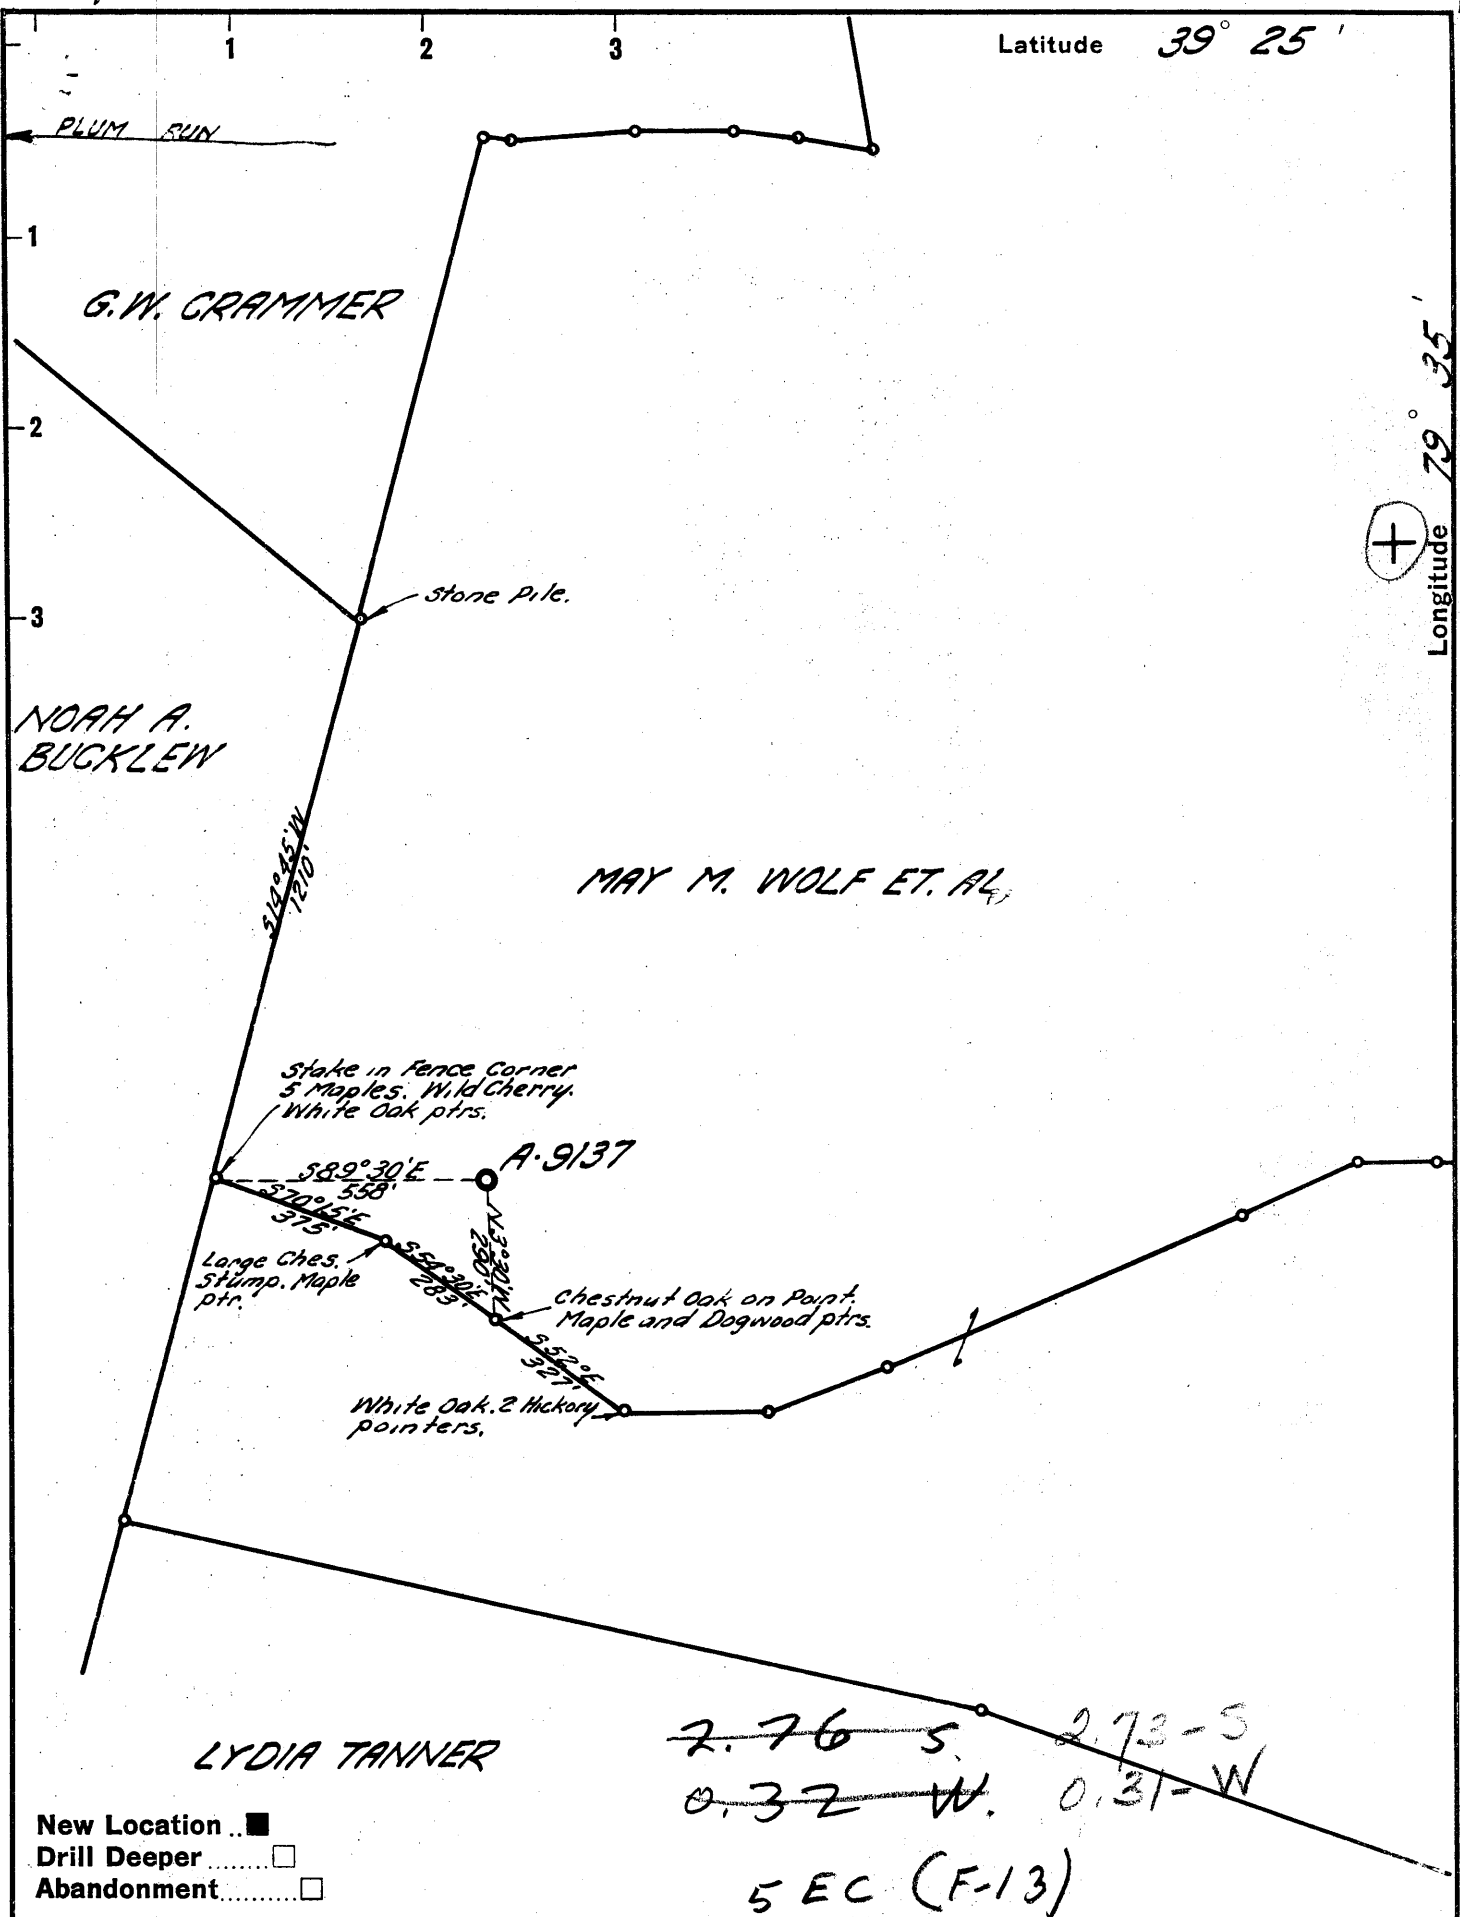 1 2 3 Latitude 39° 25'
PLUM RUN
1
G.W. CRAMMER
2
Longitude 79° 35'
Stone Pile.
3
NOAH A.
BUCKLEW
S14°45'W
1210'
MAY M. WOLF ET. AL.
Stake in Fence Corner
5 Maples. Wild Cherry.
White Oak ptrs.
A-9137
S89°30'E
558'
S70°15'E
375'
N3°30'W
290'
Large Ches.
Stump. Maple
ptr.
S54°30'E
283'
Chestnut Oak on Point.
Maple and Dogwood ptrs.
S52°E
327'
White Oak. 2 Hickory
pointers.
2.76 S.
0.32 W.
2.73-S
0.31-W
LYDIA TANNER
New Location ..
Drill Deeper ........
Abandonment ..........
5 EC (F-13)